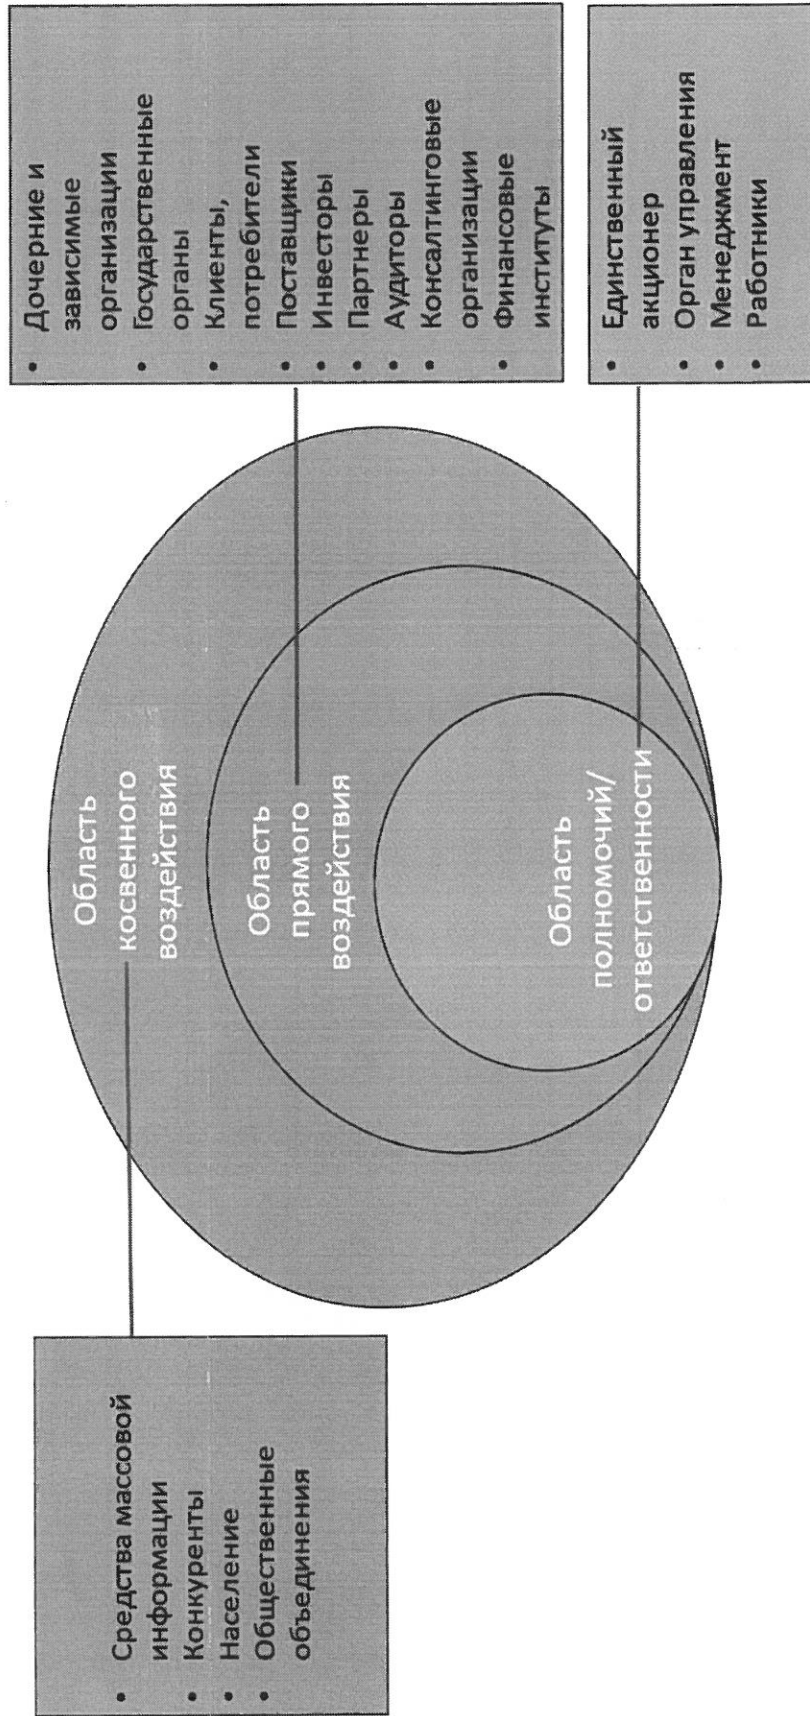 Средства массовой
информации
Конкуренты
Население
Общественные
объединения
Область
косвенного
воздействия
Область
прямого
воздействия
Область
полномочий/
ответственности
Дочерние и
зависимые
организации
Государственные
органы
Клиенты,
потребители
Поставщики
Инвесторы
Партнеры
Аудиторы
Консалтинговые
организации
Финансовые
институты
Единственный
акционер
Орган управления
Менеджмент
Работники